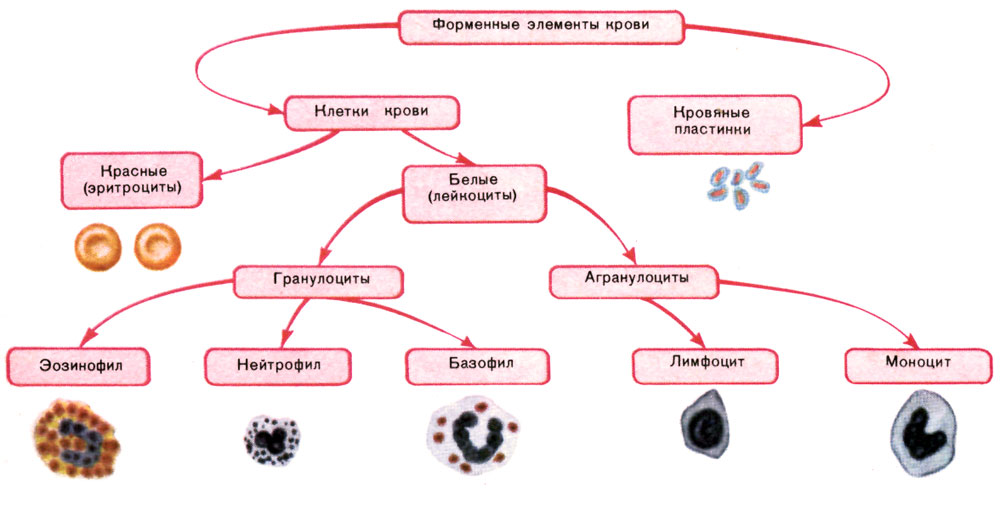 Форменные элементы крови
Клетки крови
Кровяные
пластинки
Красные
(эритроциты)
Белые
(лейкоциты)
Гранулоциты
Агранулоциты
Эозинофил
Нейтрофил
Базофил
Лимфоцит
Моноцит